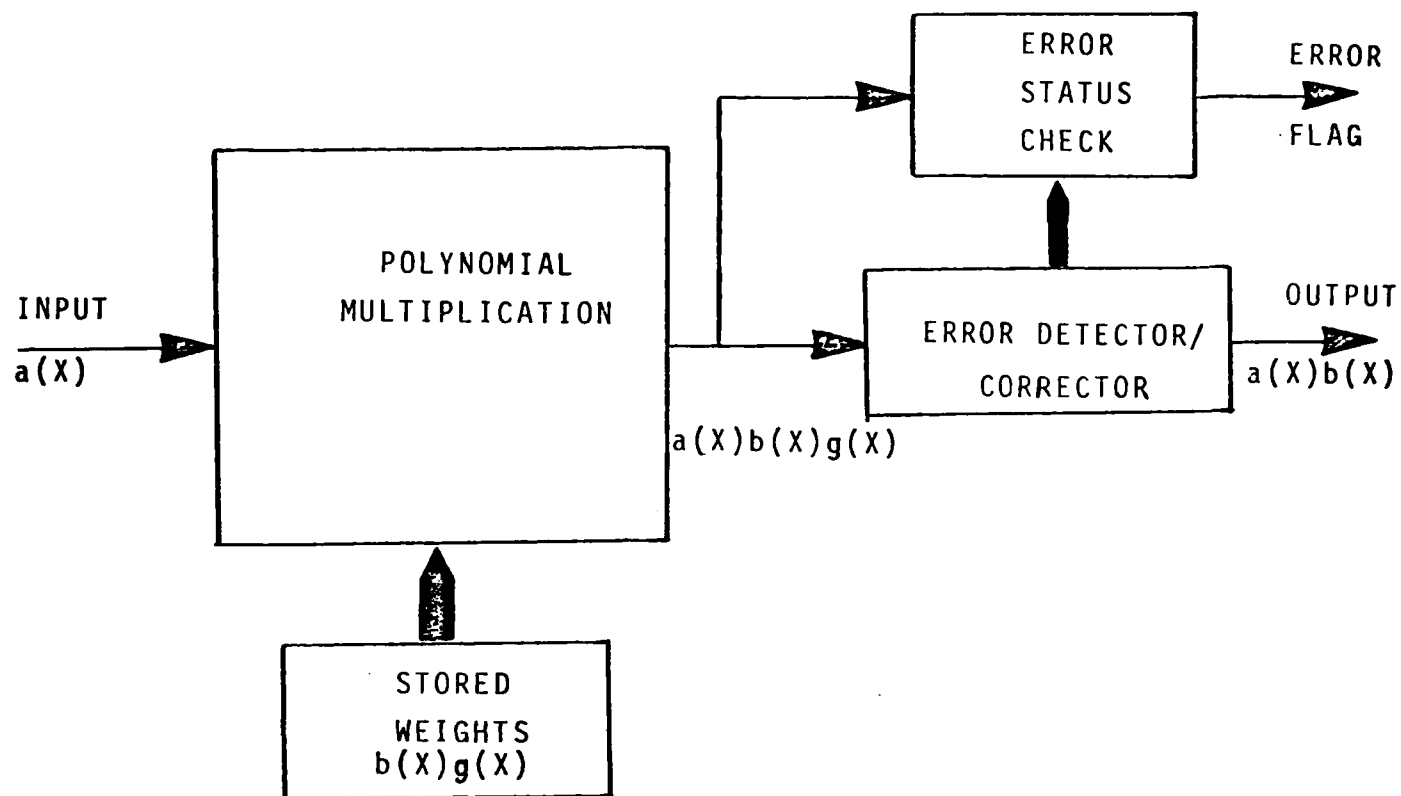 ERROR
STATUS
CHECK
ERROR
FLAG
POLYNOMIAL
MULTIPLICATION
INPUT
a(X)
ERROR DETECTOR/
CORRECTOR
OUTPUT
a(X)b(X)
a(X)b(X)g(X)
STORED
WEIGHTS
b(X)g(X)